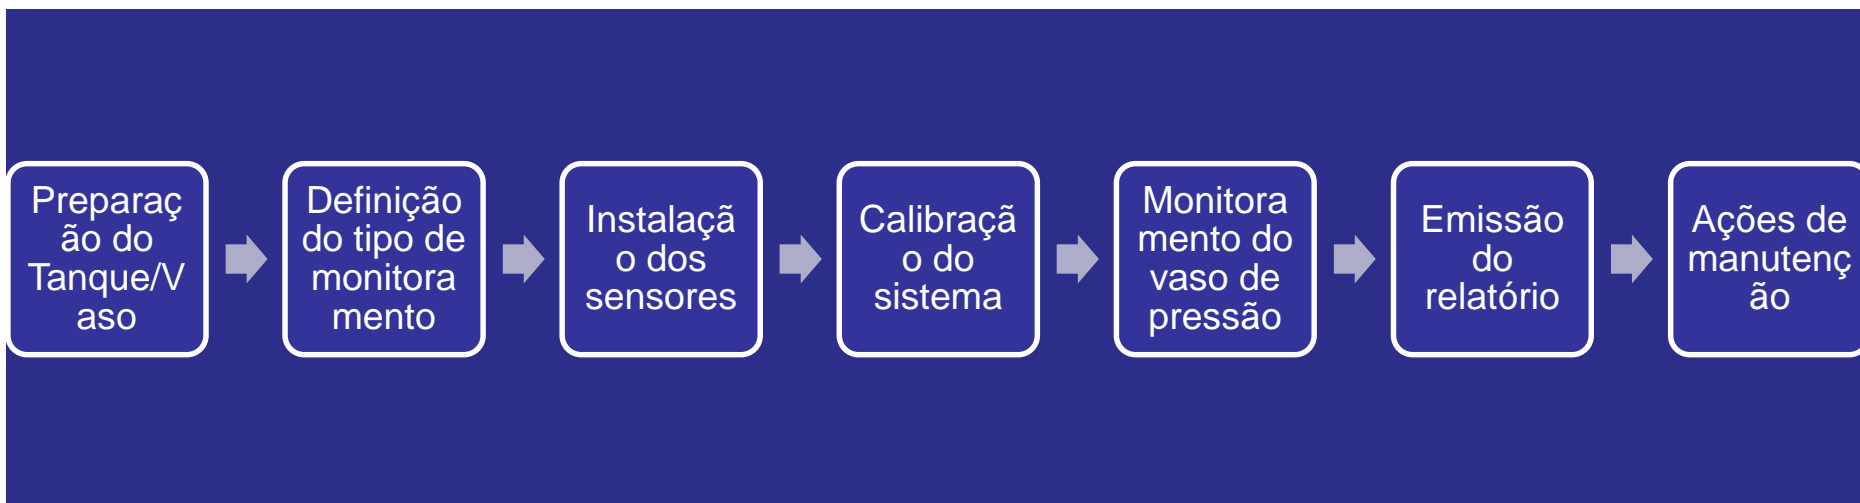 Preparaç
ão do
Tanque/V
aso
Definição
do tipo de
monitora
mento
Instalaçã
o dos
sensores
Calibraçã
o do
sistema
Monitora
mento do
vaso de
pressão
Emissão
do
relatório
Ações de
manutenç
ão